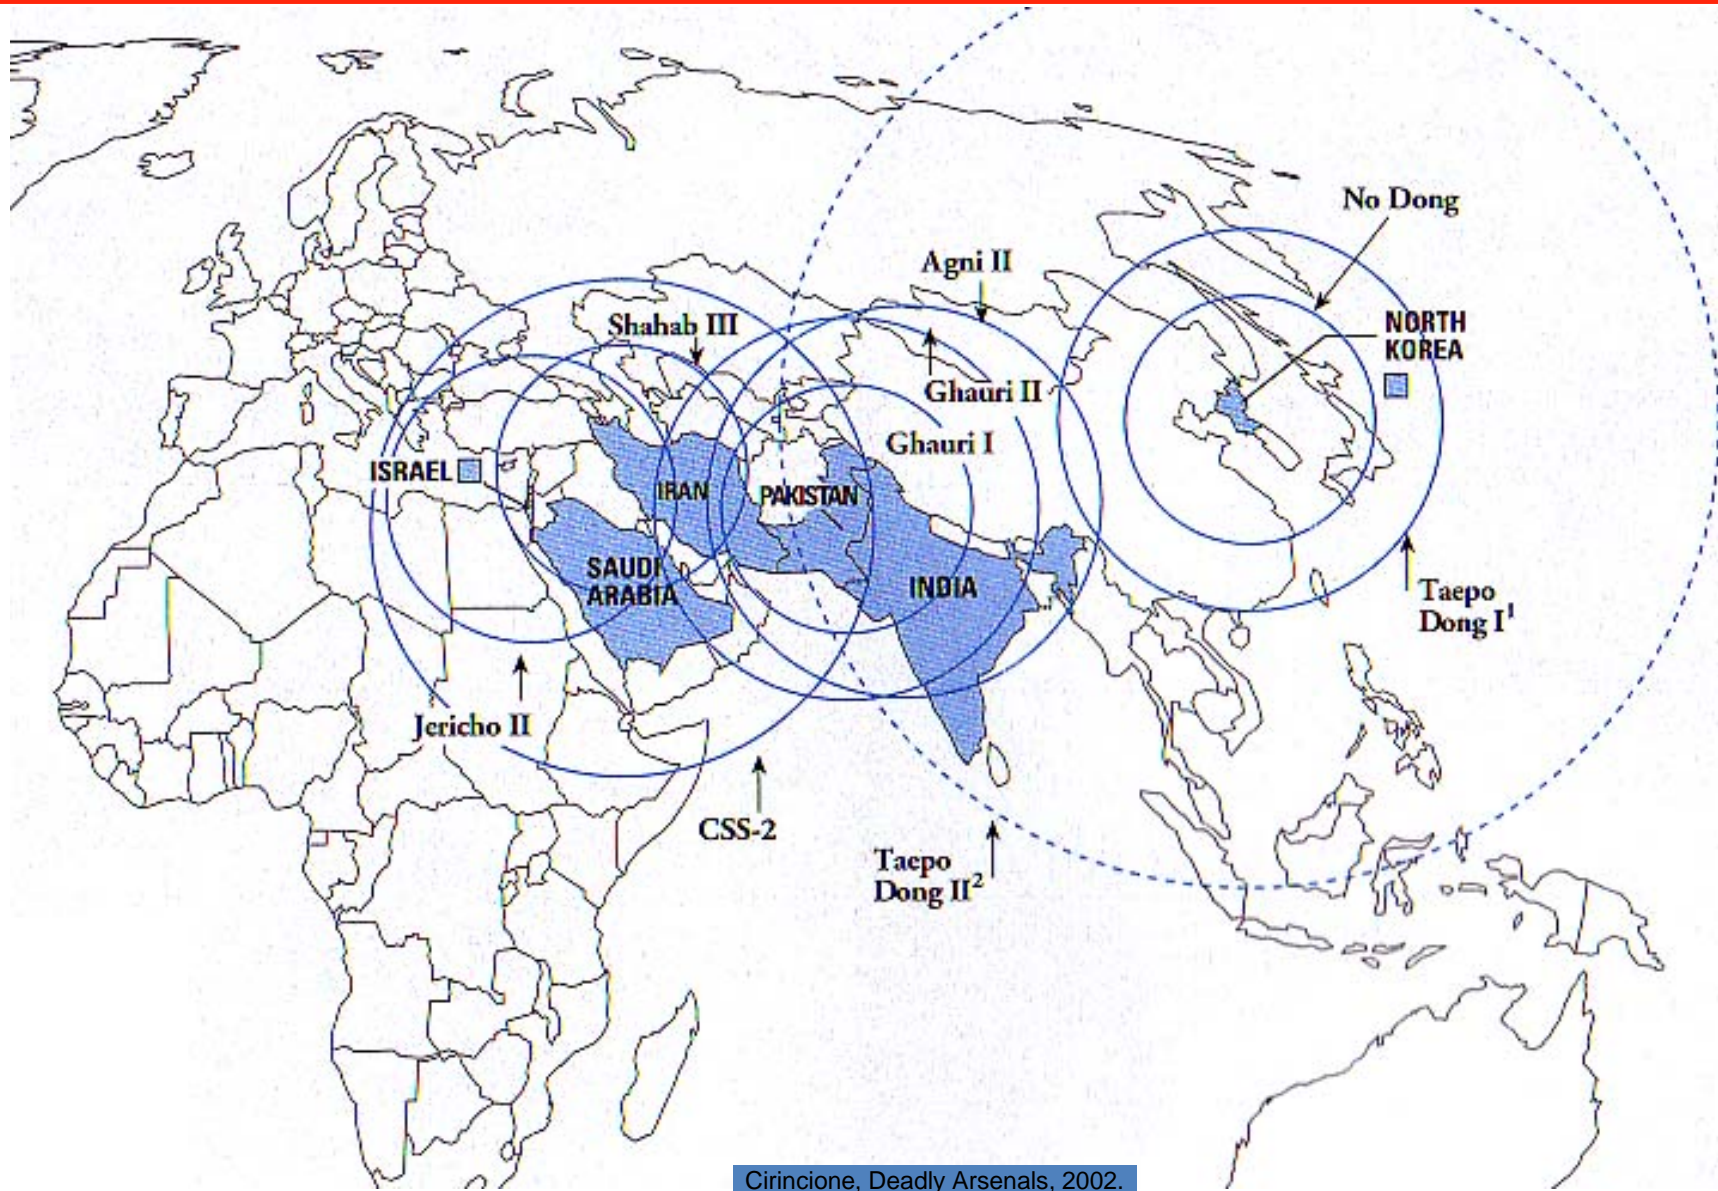 No Dong
Agni II
NORTH
KOREA
Shahab III
Ghauri II
Ghauri I
ISRAEL
IRAN
PAKISTAN
SAUDI
ARABIA
INDIA
Taepo
Dong I¹
Jericho II
CSS-2
Taepo
Dong II²
Cirincione, Deadly Arsenals, 2002.